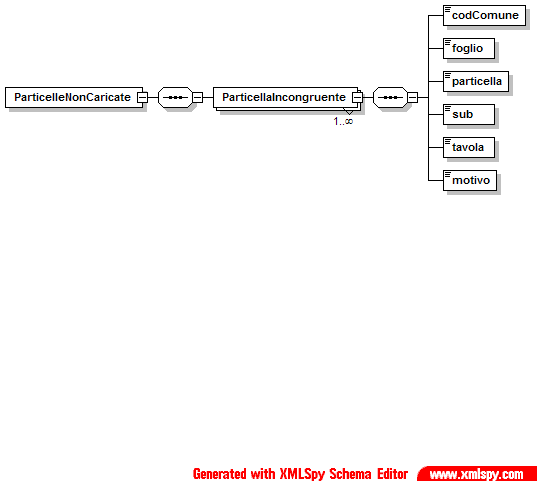 codComune
foglio
ParticelleNonCaricate
ParticellaIncongruente
particella
1..∞
sub
tavola
motivo
Generated with XMLSpy Schema Editor www.xmlspy.com